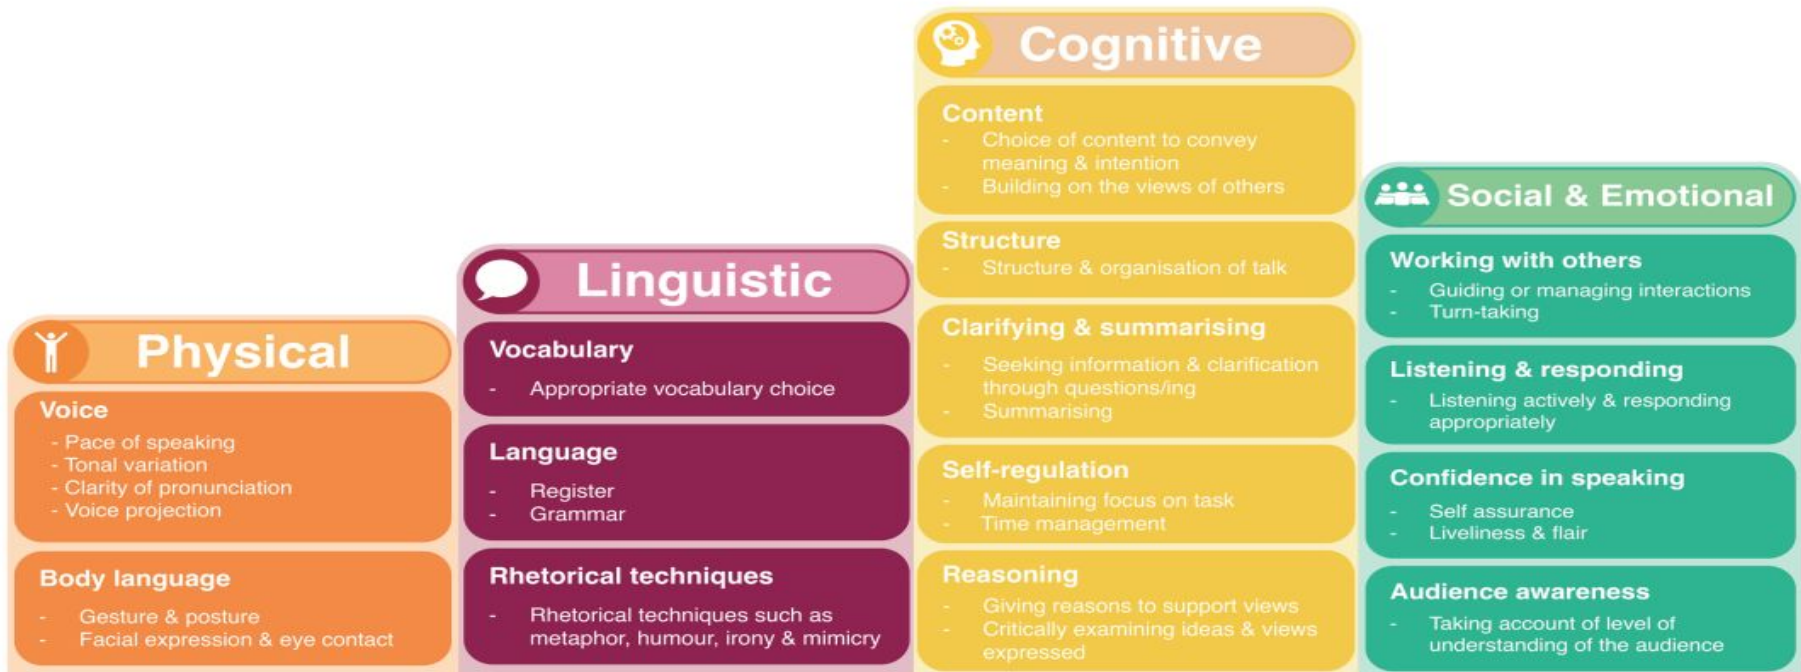 Physical
Voice
- Pace of speaking
- Tonal variation
- Clarity of pronunciation
- Voice projection
Body language
- Gesture & posture
- Facial expression & eye contact
Linguistic
Vocabulary
- Appropriate vocabulary choice
Language
- Register
- Grammar
Rhetorical techniques
- Rhetorical techniques such as
metaphor, humour, irony & mimicry
Cognitive
Content
- Choice of content to convey
meaning & intention
- Building on the views of others
Structure
- Structure & organisation of talk
Clarifying & summarising
- Seeking information & clarification
through questions/ing
- Summarising
Self-regulation
- Maintaining focus on task
- Time management
Reasoning
- Giving reasons to support views
- Critically examining ideas & views
expressed
Social & Emotional
Working with others
- Guiding or managing interactions
- Turn-taking
Listening & responding
- Listening actively & responding
appropriately
Confidence in speaking
- Self assurance
- Liveliness & flair
Audience awareness
- Taking account of level of
understanding of the audience